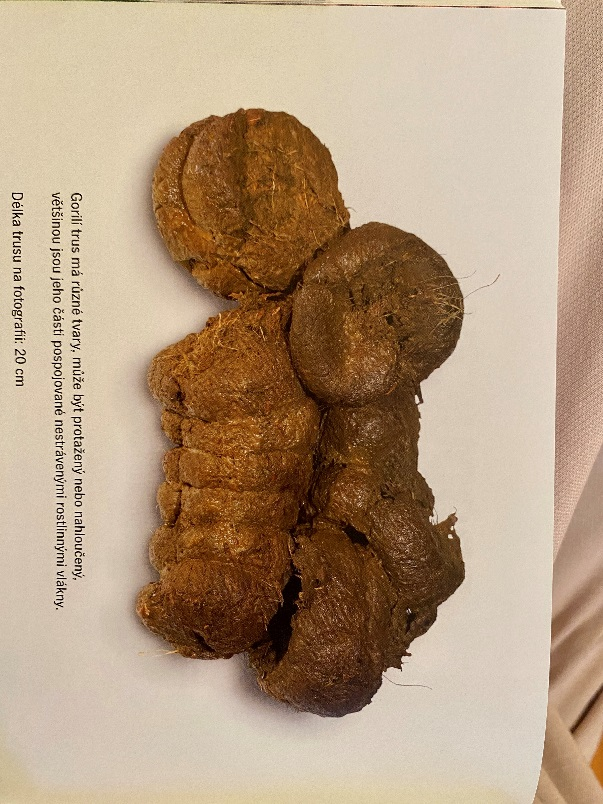 Gorilí trus má různé tvary, může být protažený nebo nahloučený,
většinou jsou jeho části pospojované nestrávenými rostlinnými vlákny.
Délka trusu na fotografii: 20 cm